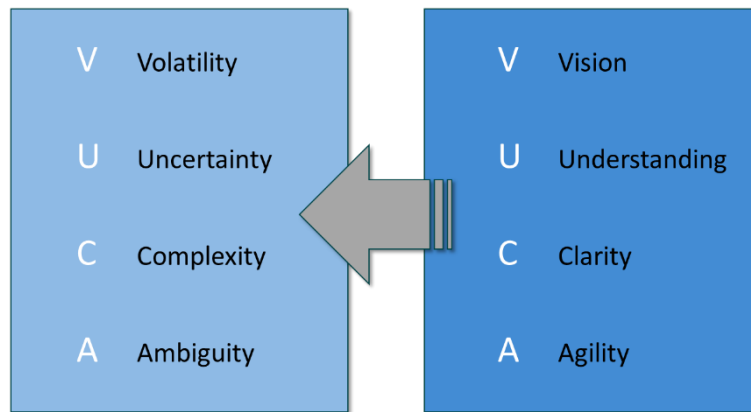 V Volatility
U Uncertainty
C Complexity
A Ambiguity
V Vision
U Understanding
C Clarity
A Agility